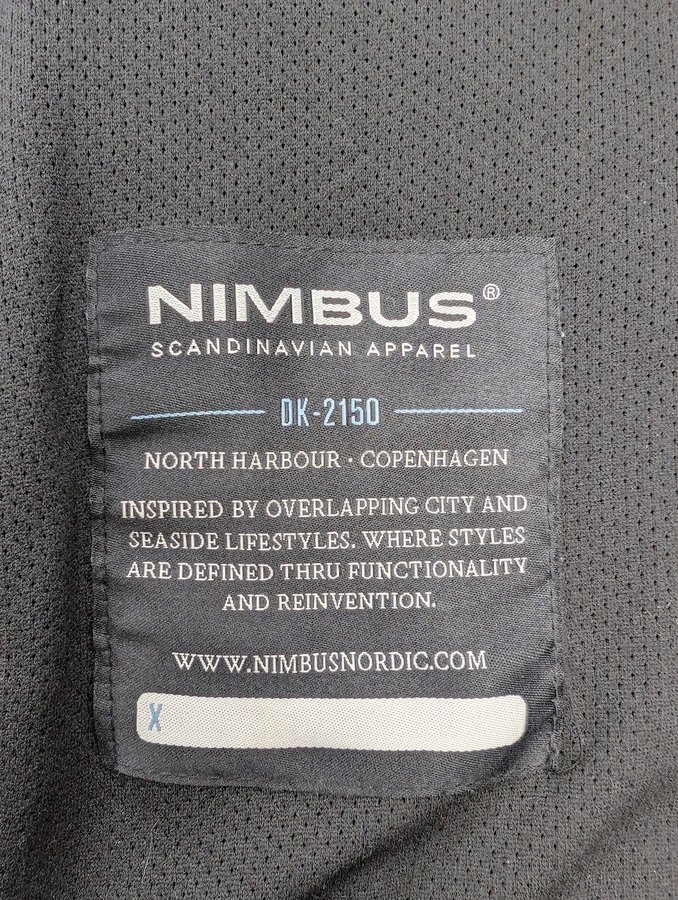 NIMBUS®
SCANDINAVIAN APPAREL
DK-2150
NORTH HARBOUR · COPENHAGEN
INSPIRED BY OVERLAPPING CITY AND
SEASIDE LIFESTYLES. WHERE STYLES
ARE DEFINED THRU FUNCTIONALITY
AND REINVENTION.
WWW.NIMBUSNORDIC.COM
X